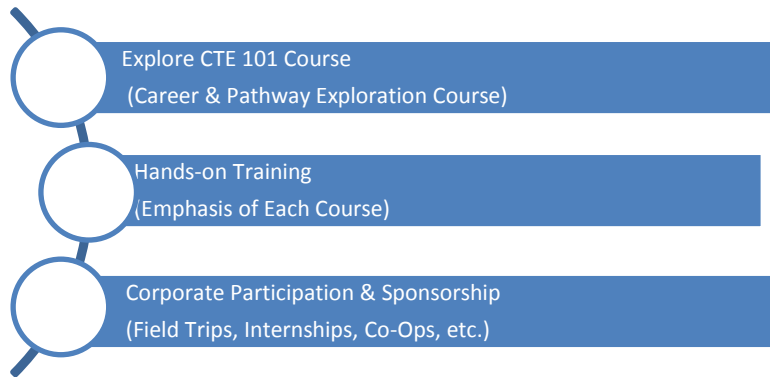 Explore CTE 101 Course
(Career & Pathway Exploration Course)
Hands-on Training
(Emphasis of Each Course)
Corporate Participation & Sponsorship
(Field Trips, Internships, Co-Ops, etc.)